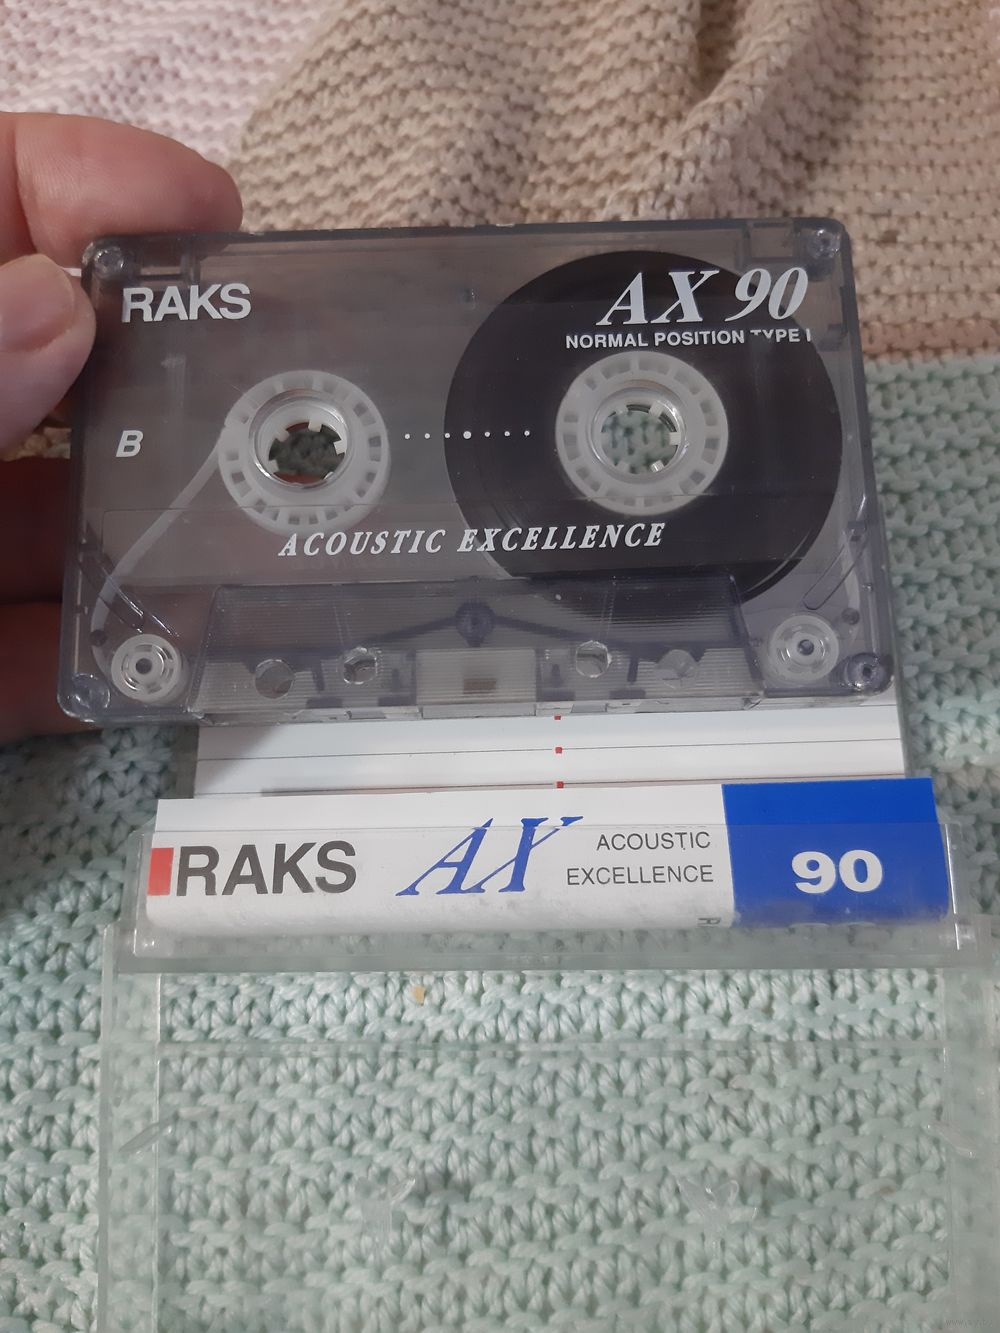 RAKS
AX 90
NORMAL POSITION TYPE I
B
ACOUSTIC EXCELLENCE
RAKS AX ACOUSTIC EXCELLENCE 90